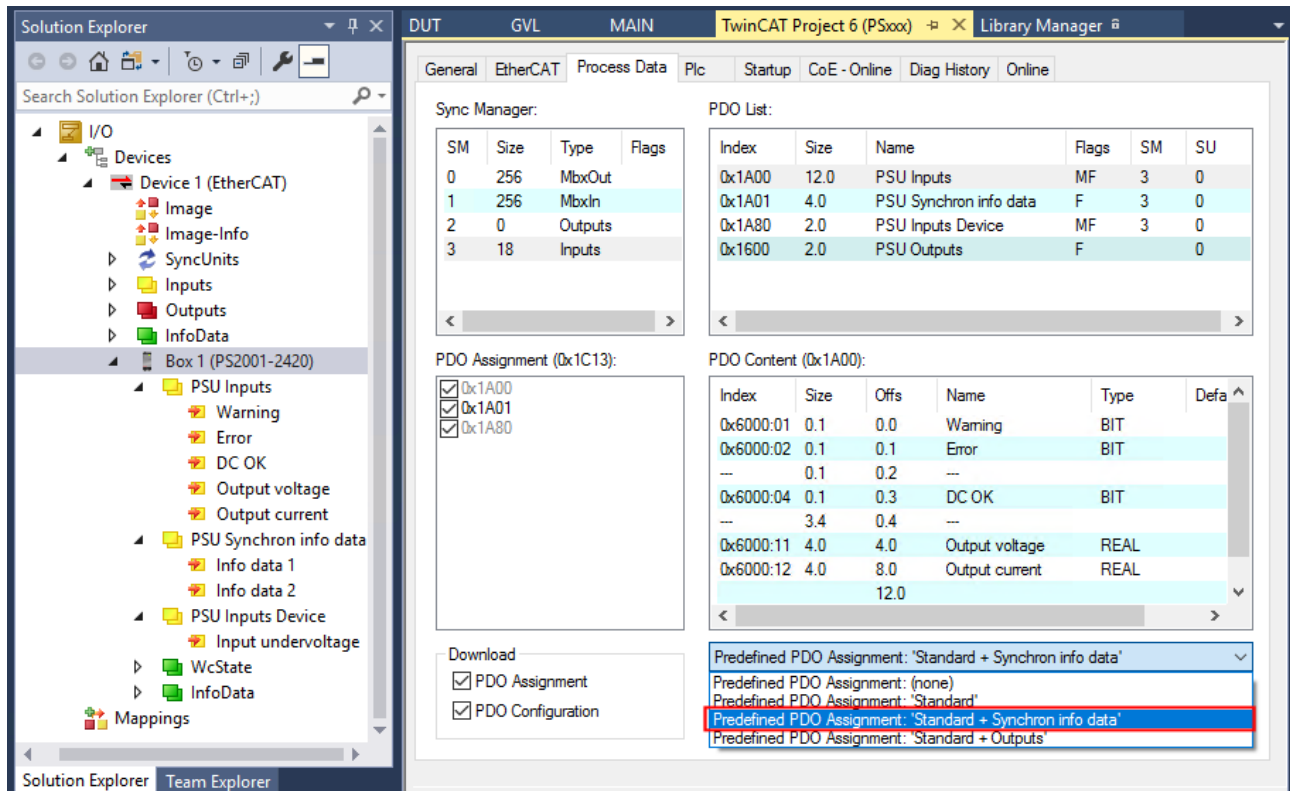 Solution Explorer
Search Solution Explorer (Ctrl+;)
I/O
Devices
Device 1 (EtherCAT)
Image
Image-Info
SyncUnits
Inputs
Outputs
InfoData
Box 1 (PS2001-2420)
PSU Inputs
Warning
Error
DC OK
Output voltage
Output current
PSU Synchron info data
Info data 1
Info data 2
PSU Inputs Device
Input undervoltage
WcState
InfoData
Mappings
Solution Explorer Team Explorer
DUT GVL MAIN TwinCAT Project 6 (PSxxx) Library Manager
General EtherCAT Process Data Plc Startup CoE - Online Diag History Online
Sync Manager:
SM Size Type Flags
0 256 MbxOut
1 256 MbxIn
2 0 Outputs
3 18 Inputs
PDO List:
Index Size Name Flags SM SU
0x1A00 12.0 PSU Inputs MF 3 0
0x1A01 4.0 PSU Synchron info data F 3 0
0x1A80 2.0 PSU Inputs Device MF 3 0
0x1600 2.0 PSU Outputs F 0
PDO Assignment (0x1C13):
0x1A00
0x1A01
0x1A80
PDO Content (0x1A00):
Index Size Offs Name Type Defa
0x6000:01 0.1 0.0 Warning BIT
0x6000:02 0.1 0.1 Error BIT
--- 0.1 0.2 ---
0x6000:04 0.1 0.3 DC OK BIT
--- 3.4 0.4 ---
0x6000:11 4.0 4.0 Output voltage REAL
0x6000:12 4.0 8.0 Output current REAL
12.0
Download
PDO Assignment
PDO Configuration
Predefined PDO Assignment: 'Standard + Synchron info data'
Predefined PDO Assignment: (none)
Predefined PDO Assignment: 'Standard'
Predefined PDO Assignment: 'Standard + Synchron info data'
Predefined PDO Assignment: 'Standard + Outputs'